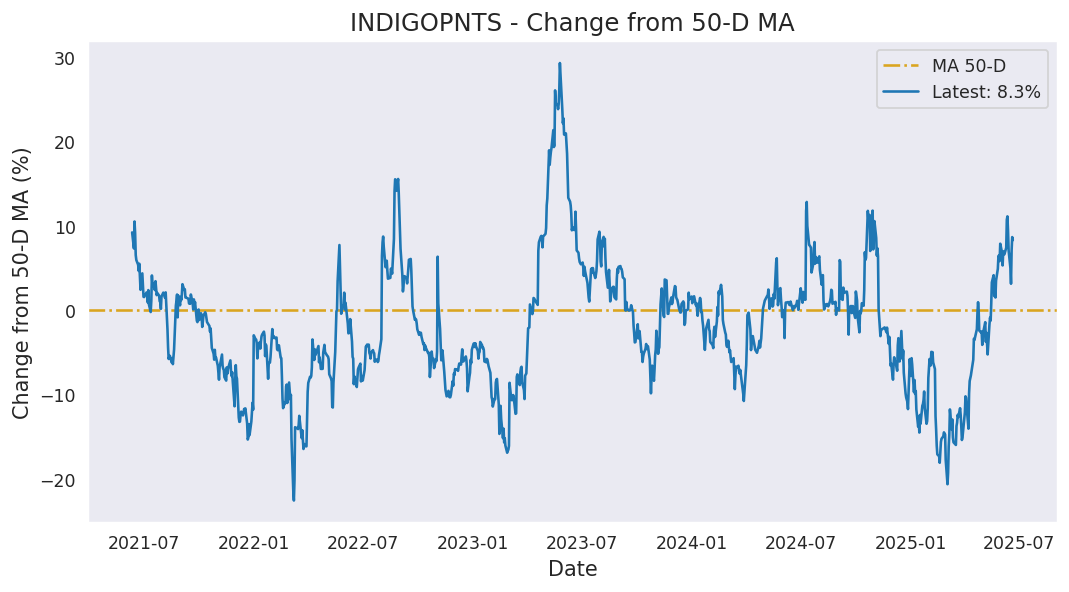 INDIGOPNTS - Change from 50-D MA
MA 50-D
Latest: 8.3%
Change from 50-D MA (%)
30
20
10
0
−10
−20
2021-07 2022-01 2022-07 2023-01 2023-07 2024-01 2024-07 2025-01 2025-07
Date